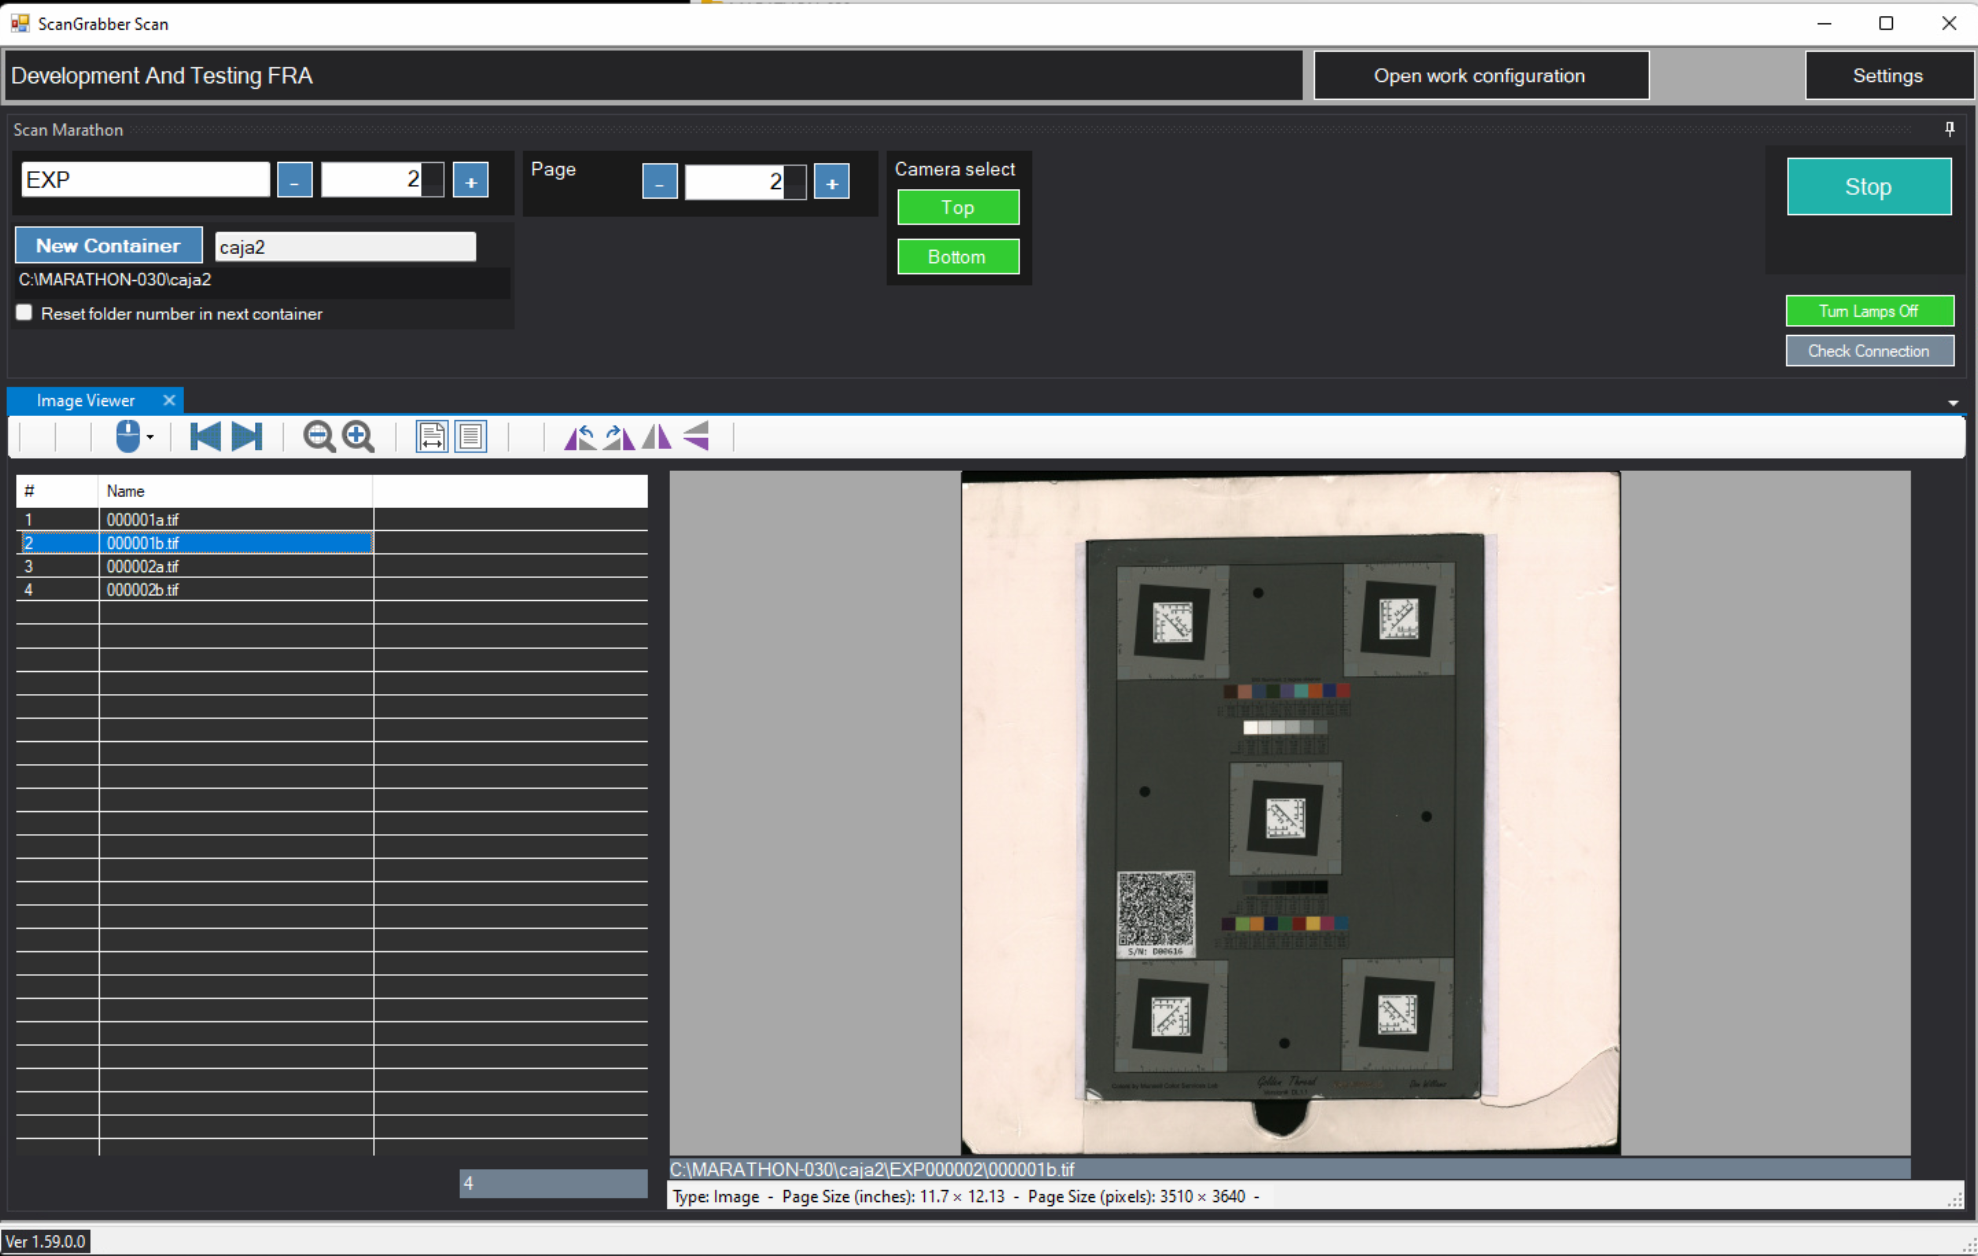 ScanGrabber Scan
Development And Testing FRA
Open work configuration
Settings
Scan Marathon
EXP
-
2
+
Page
-
2
+
Camera select
Top
Bottom
Stop
New Container
caja2
C:\MARATHON-030\caja2
Reset folder number in next container
Turn Lamps Off
Check Connection
Image Viewer
#
Name
1
000001a.tif
2
000001b.tif
3
000002a.tif
4
000002b.tif
S/N: D00616
Golden Thread
Don Williams
4
C:\MARATHON-030\caja2\EXP000002\000001b.tif
Type: Image - Page Size (inches): 11.7 × 12.13 - Page Size (pixels): 3510 × 3640 -
Ver 1.59.0.0